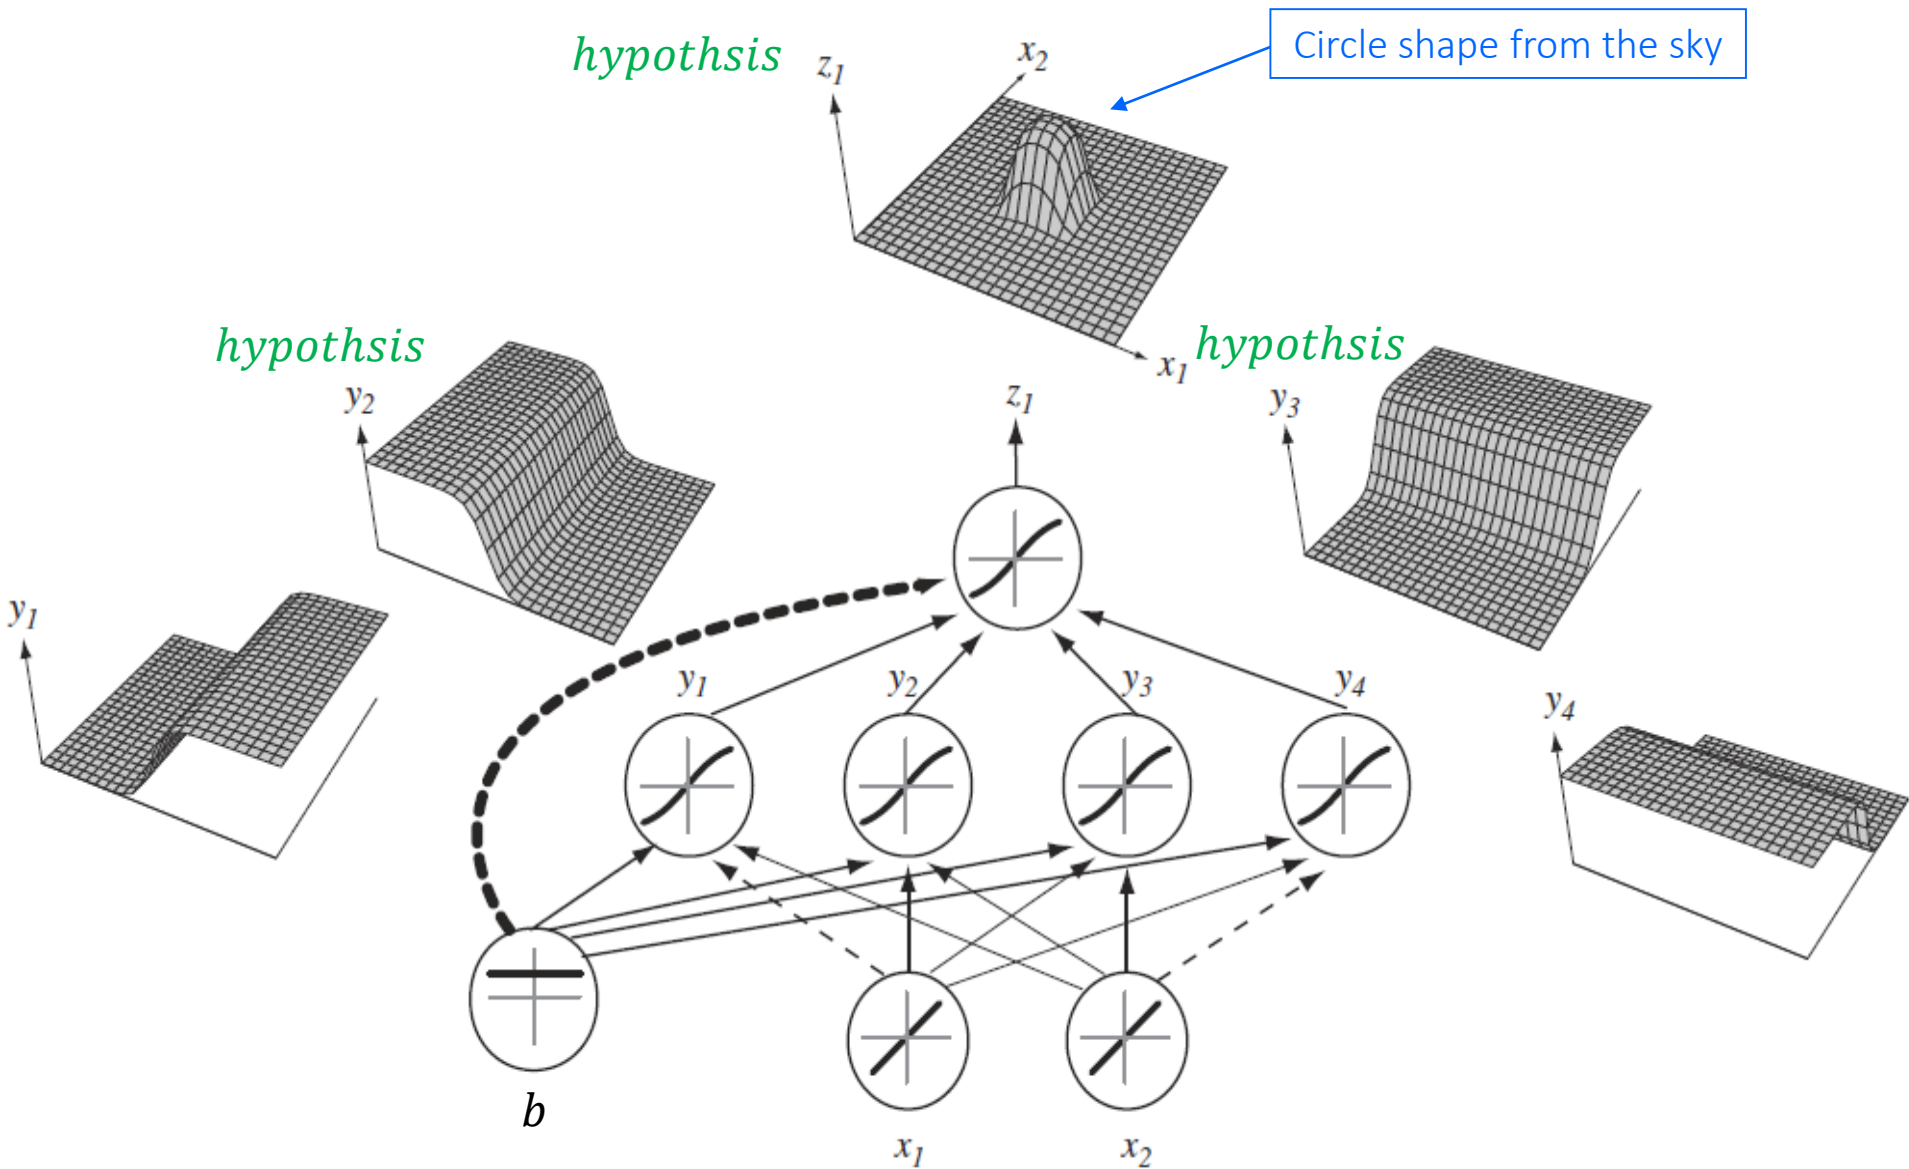 hypothsis
z1
x2
Circle shape from the sky
x1
hypothsis
y2
hypothsis
y3
z1
y1
y4
y1
y2
y3
y4
b
x1
x2